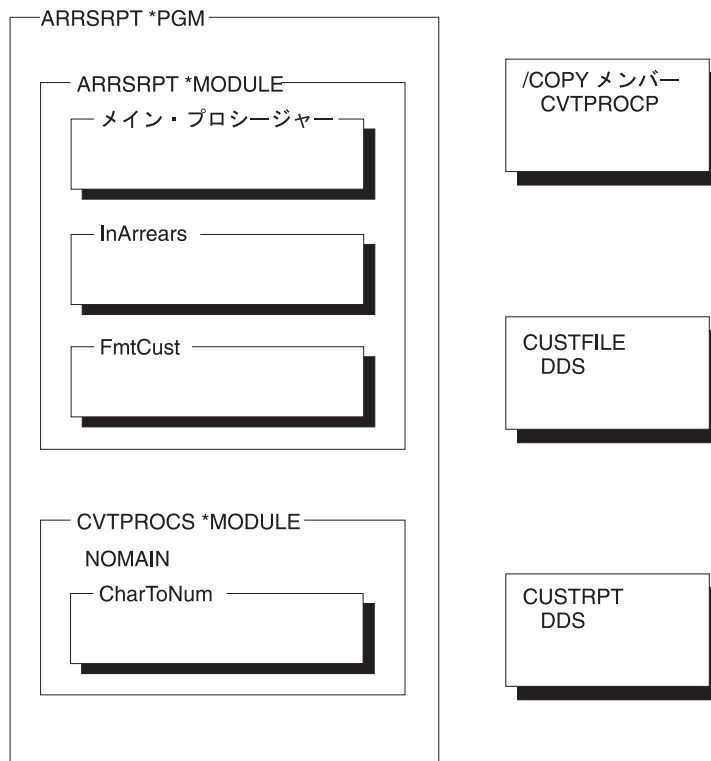 ARRSRPT *PGM
ARRSRPT *MODULE
メイン・プロシージャー
InArrears
FmtCust
CVTPROCS *MODULE
NOMAIN
CharToNum
/COPY メンバー
CVTPROCP
CUSTFILE
DDS
CUSTRPT
DDS